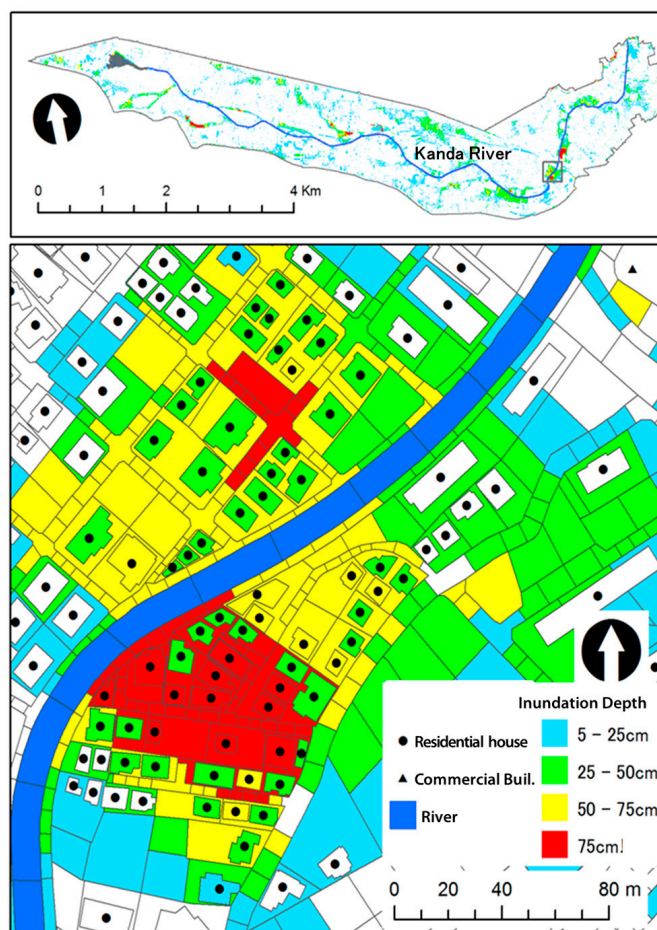 Kanda River
0 1 2 4 Km
Inundation Depth
Residential house
Commercial Buil.
River
5 - 25cm
25 - 50cm
50 - 75cm
75cm
0 20 40 80 m